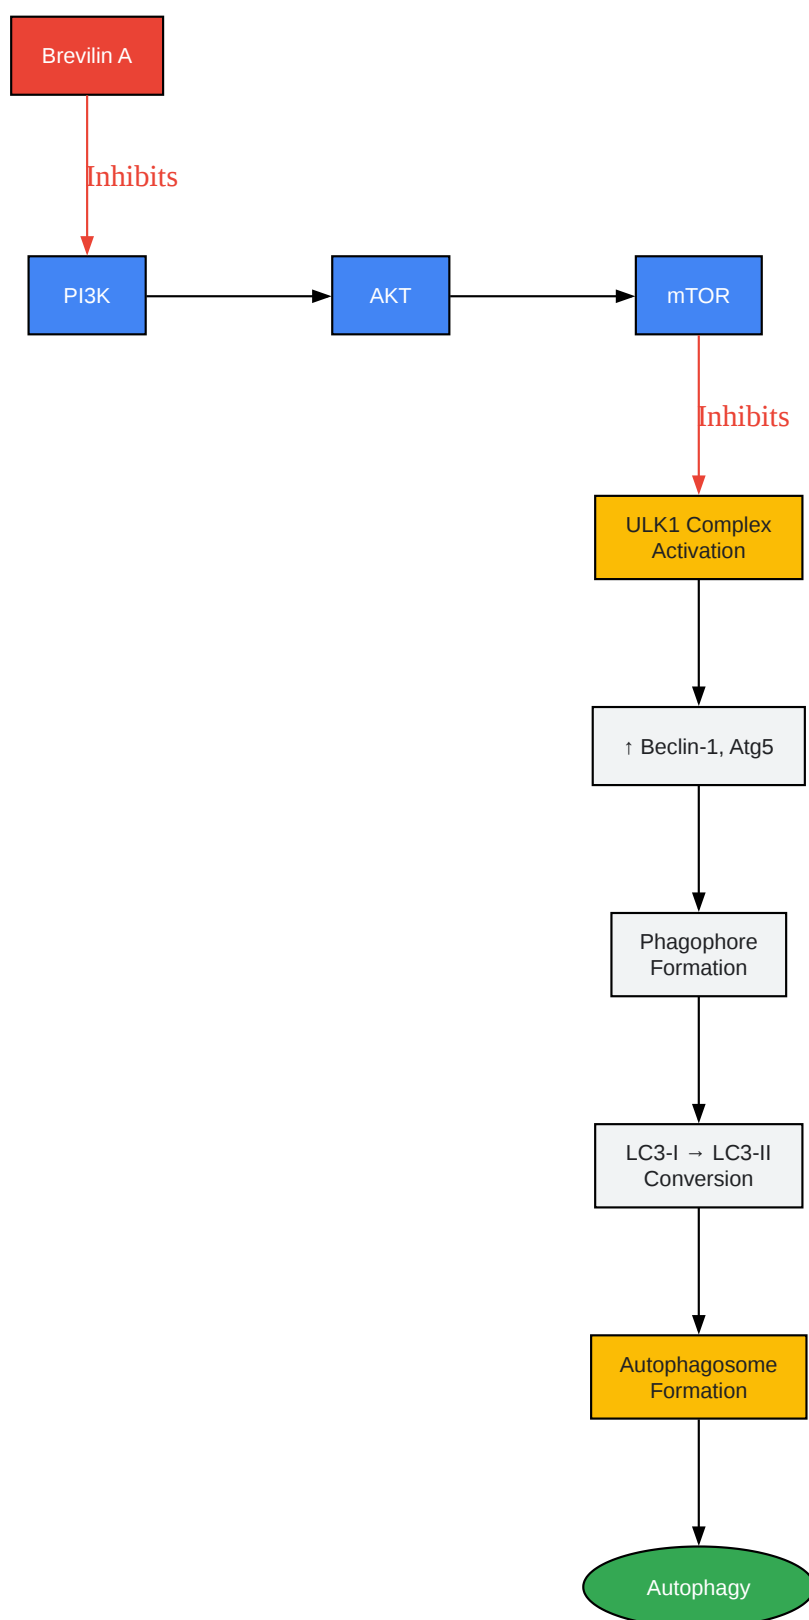 Brevilin A
Inhibits
PI3K
AKT
mTOR
Inhibits
ULK1 Complex
Activation
↑ Beclin-1, Atg5
Phagophore
Formation
LC3-I → LC3-II
Conversion
Autophagosome
Formation
Autophagy